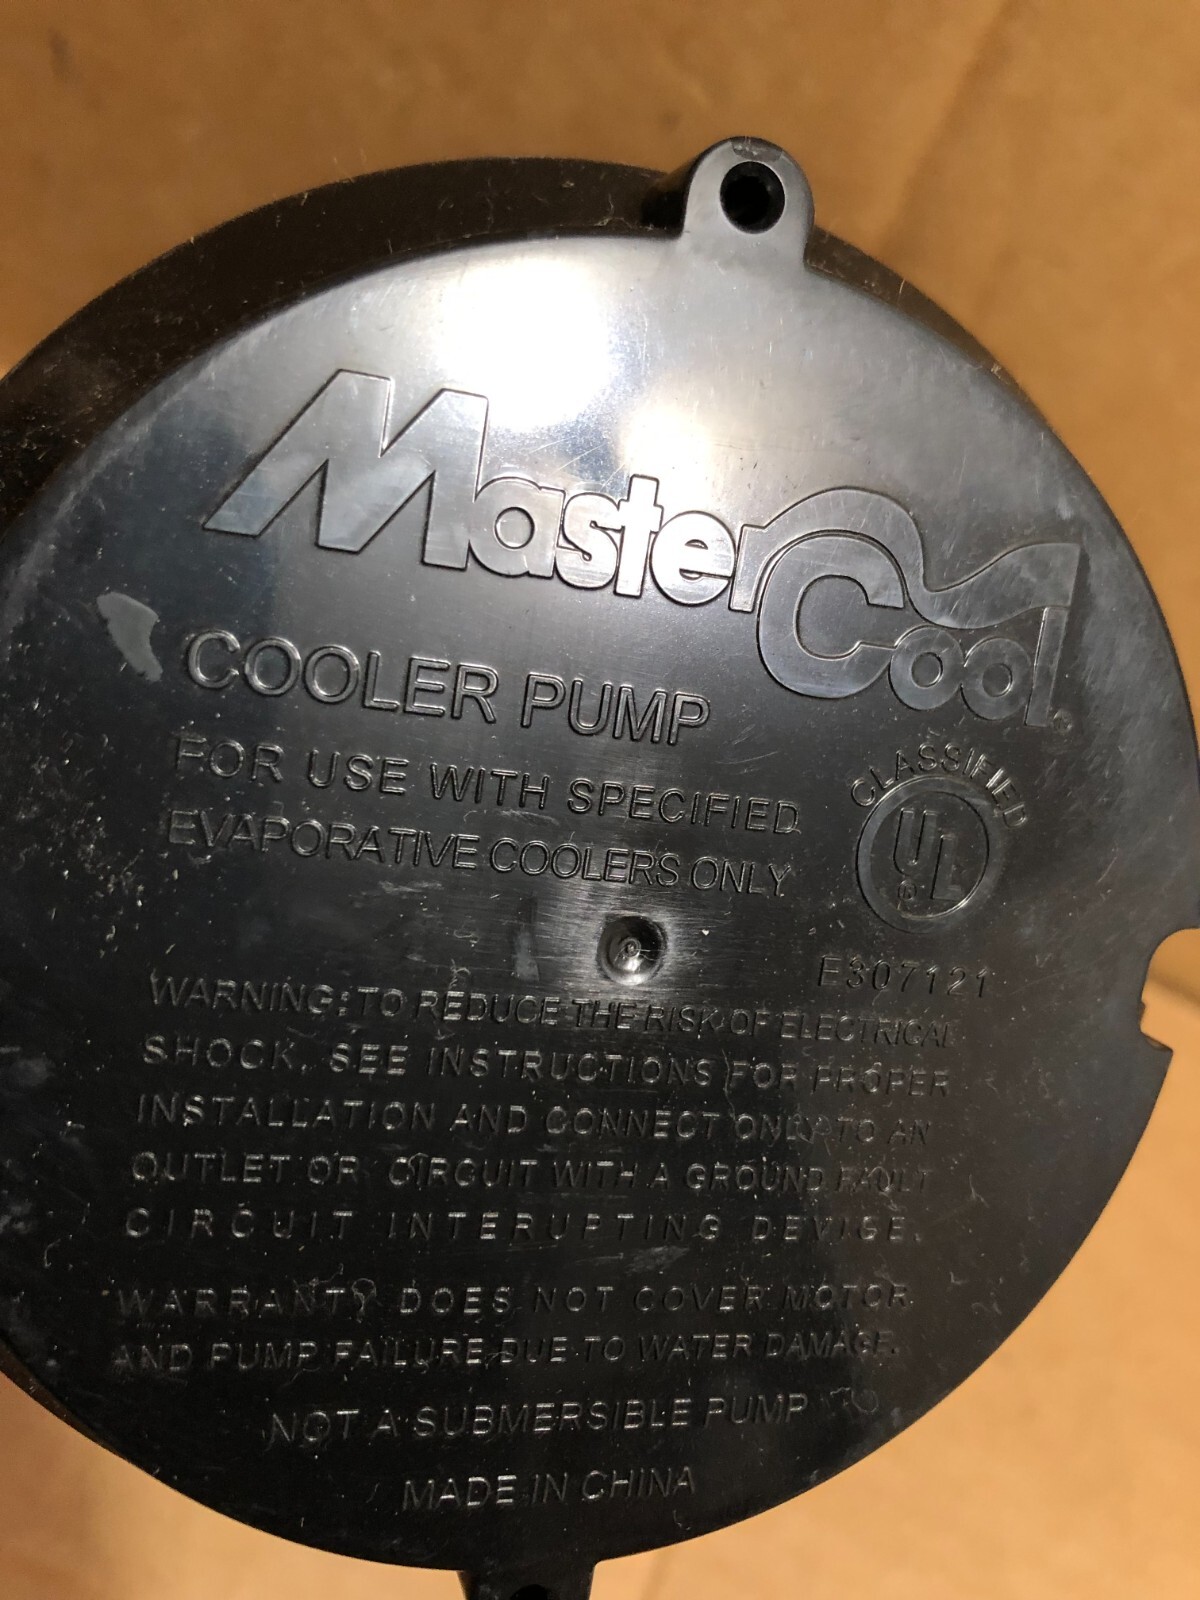 MasterCool®
COOLER PUMP
FOR USE WITH SPECIFIED
EVAPORATIVE COOLERS ONLY
CLASSIFIED
UL®
E307121
WARNING: TO REDUCE THE RISK OF ELECTRICAL
SHOCK, SEE INSTRUCTIONS FOR PROPER
INSTALLATION AND CONNECT ONLY TO AN
OUTLET OR CIRCUIT WITH A GROUND FAULT
CIRCUIT INTERUPTING DEVICE.
WARRANTY DOES NOT COVER MOTOR
AND PUMP FAILURE DUE TO WATER DAMAGE.
NOT A SUBMERSIBLE PUMP
MADE IN CHINA